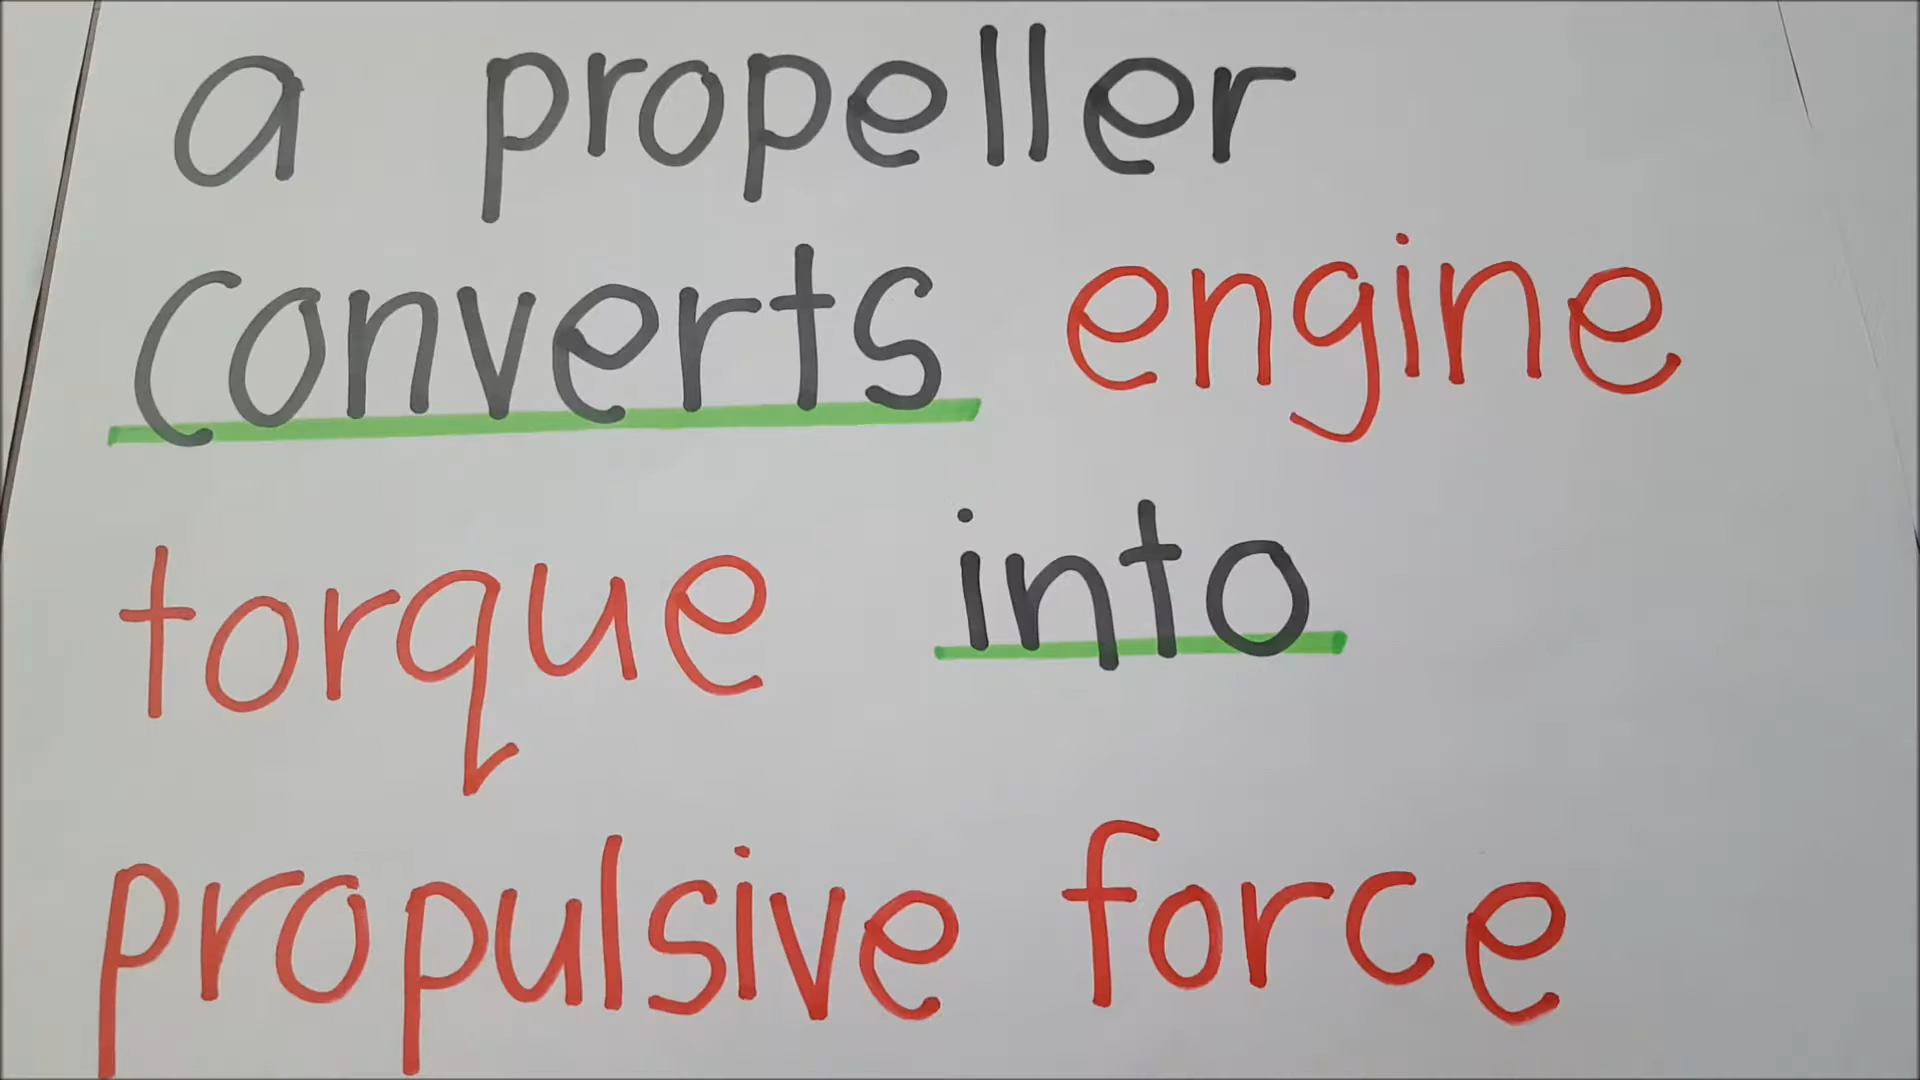 a propeller
converts engine
torque into
propulsive force